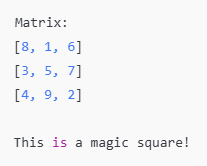 Matrix:
[8, 1, 6]
[3, 5, 7]
[4, 9, 2]
This is a magic square!